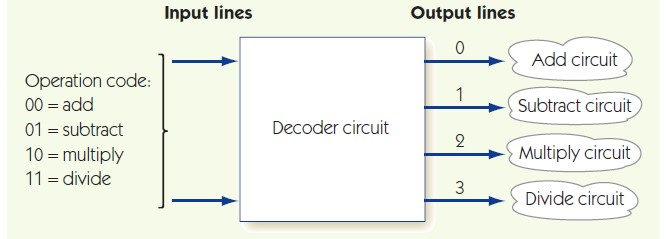 Input lines
Output lines
Operation code:
00 = add
01 = subtract
10 = multiply
11 = divide
Decoder circuit
0
Add circuit
1
Subtract circuit
2
Multiply circuit
3
Divide circuit